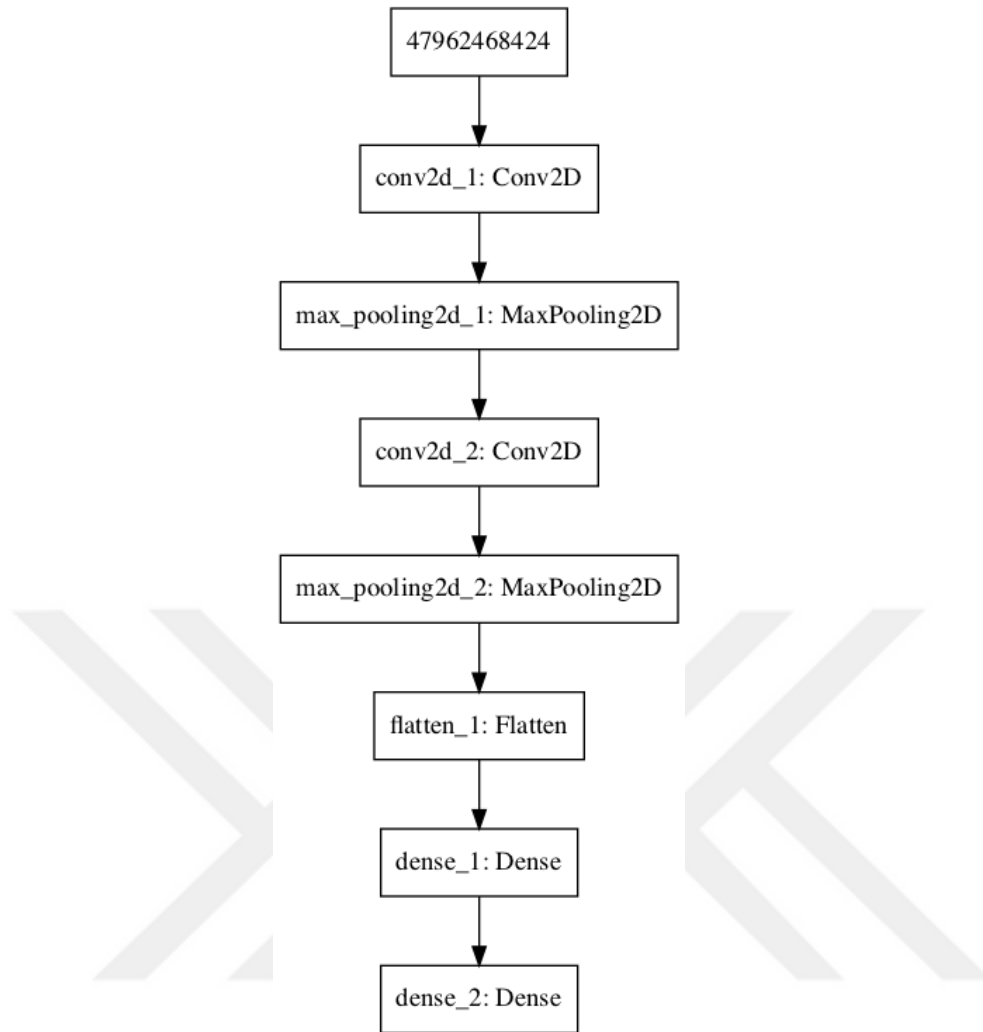 47962468424
conv2d_1: Conv2D
max_pooling2d_1: MaxPooling2D
conv2d_2: Conv2D
max_pooling2d_2: MaxPooling2D
flatten_1: Flatten
dense_1: Dense
dense_2: Dense